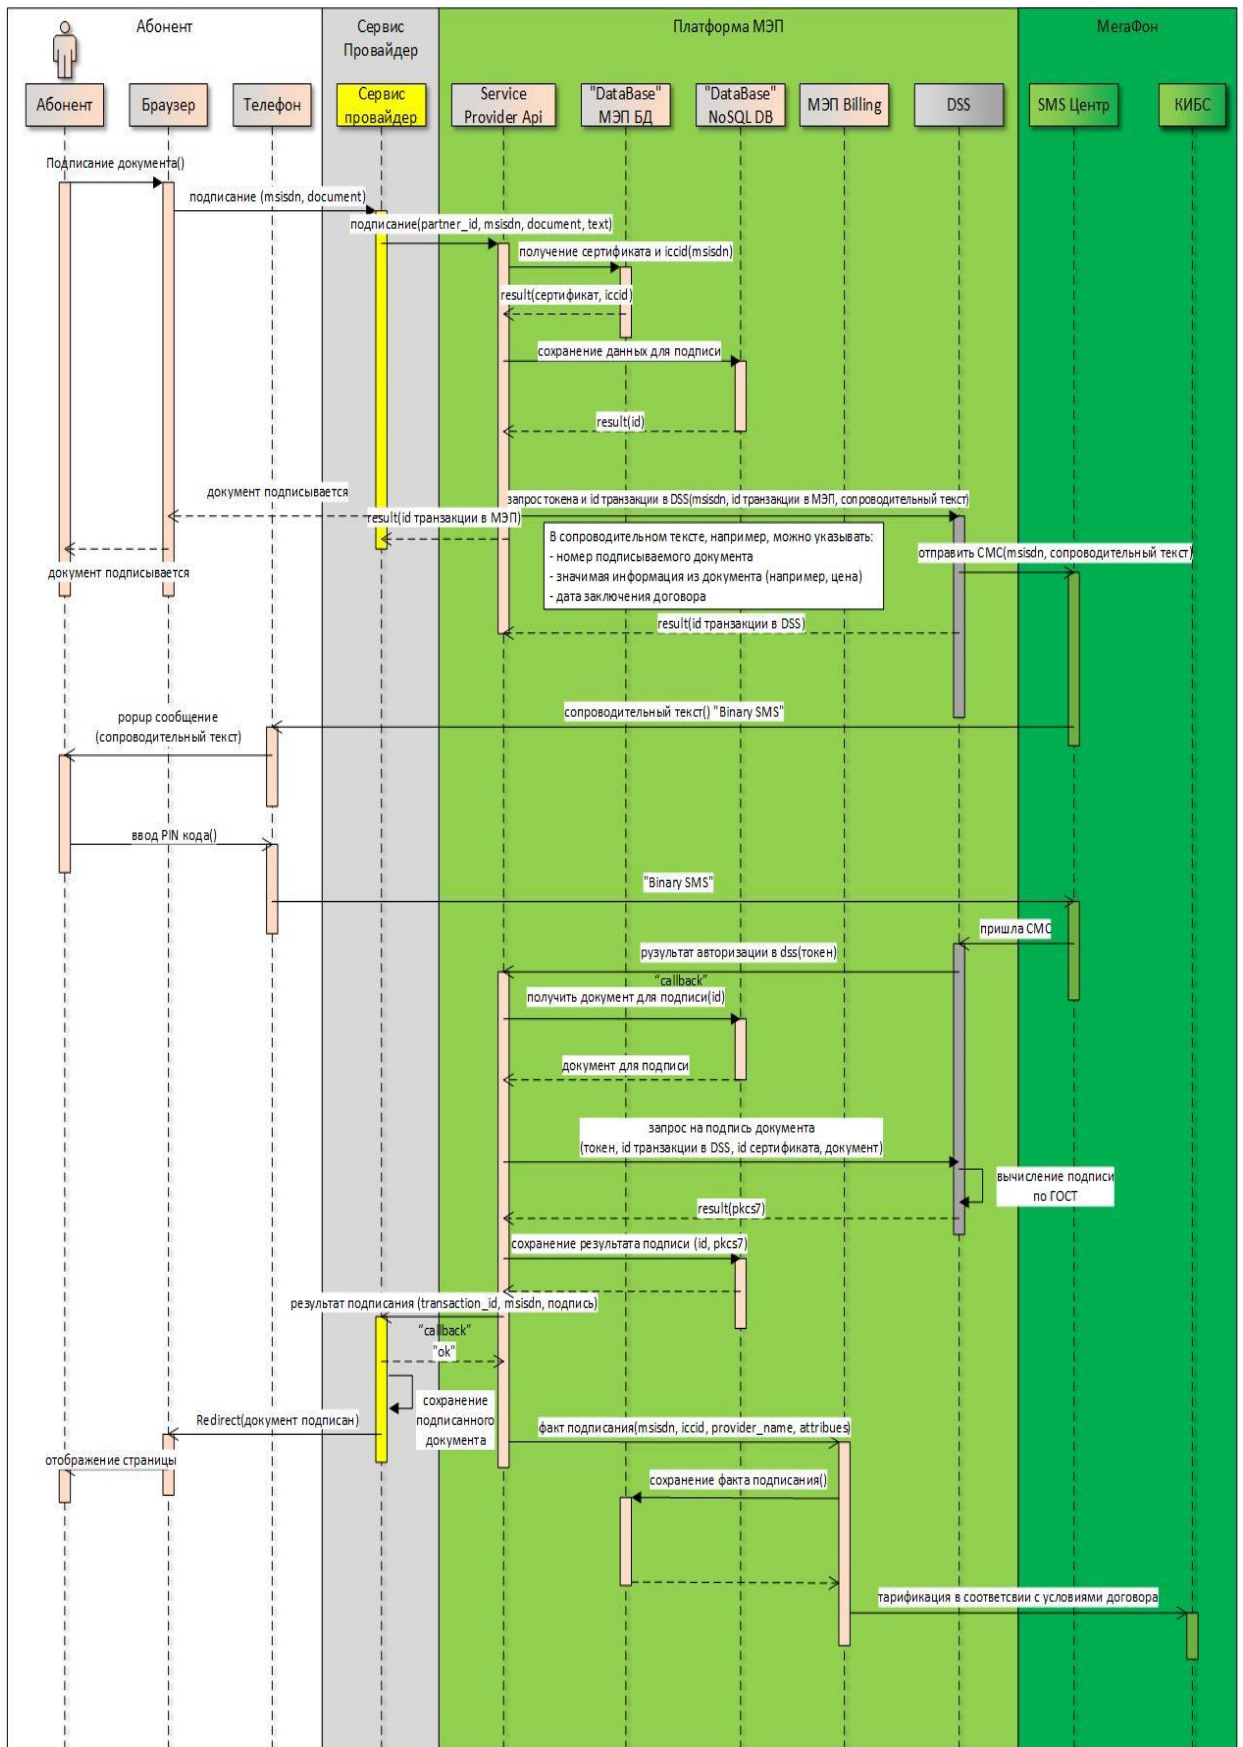 Абонент
Сервис
Провайдер
Платформа МЭП
МегаФон
Абонент
Браузер
Телефон
Сервис
провайдер
Service
Provider Api
"DataBase"
МЭП БД
"DataBase"
NoSQL DB
МЭП Billing
DSS
SMS Центр
КИБС
Подписание документа()
подписание (msisdn, document)
подписание(partner_id, msisdn, document, text)
получение сертификата и iccid(msisdn)
result(сертификат, iccid)
сохранение данных для подписи
result(id)
документ подписывается
запрос токена и id транзакции в DSS(msisdn, id транзакции в МЭП, сопроводительный текст)
result(id транзакции в МЭП)
В сопроводительном тексте, например, можно указывать:
- номер подписываемого документа
- значимая информация из документа (например, цена)
- дата заключения договора
отправить СМС(msisdn, сопроводительный текст)
документ подписывается
result(id транзакции в DSS)
сопроводительный текст() "Binary SMS"
popup сообщение
(сопроводительный текст)
ввод PIN кода()
"Binary SMS"
пришла СМС
рузультат авторизации в dss(токен)
“callback”
получить документ для подписи(id)
документ для подписи
запрос на подпись документа
(токен, id транзакции в DSS, id сертификата, документ)
вычисление подписи
по ГОСТ
result(pkcs7)
сохранение результата подписи (id, pkcs7)
результат подписания (transaction_id, msisdn, подпись)
“callback”
"ok"
сохранение
подписанного
документа
Redirect(документ подписан)
факт подписания(msisdn, iccid, provider_name, attribues)
отображение страницы
сохранение факта подписания()
тарификация в соответсвии с условиями договора